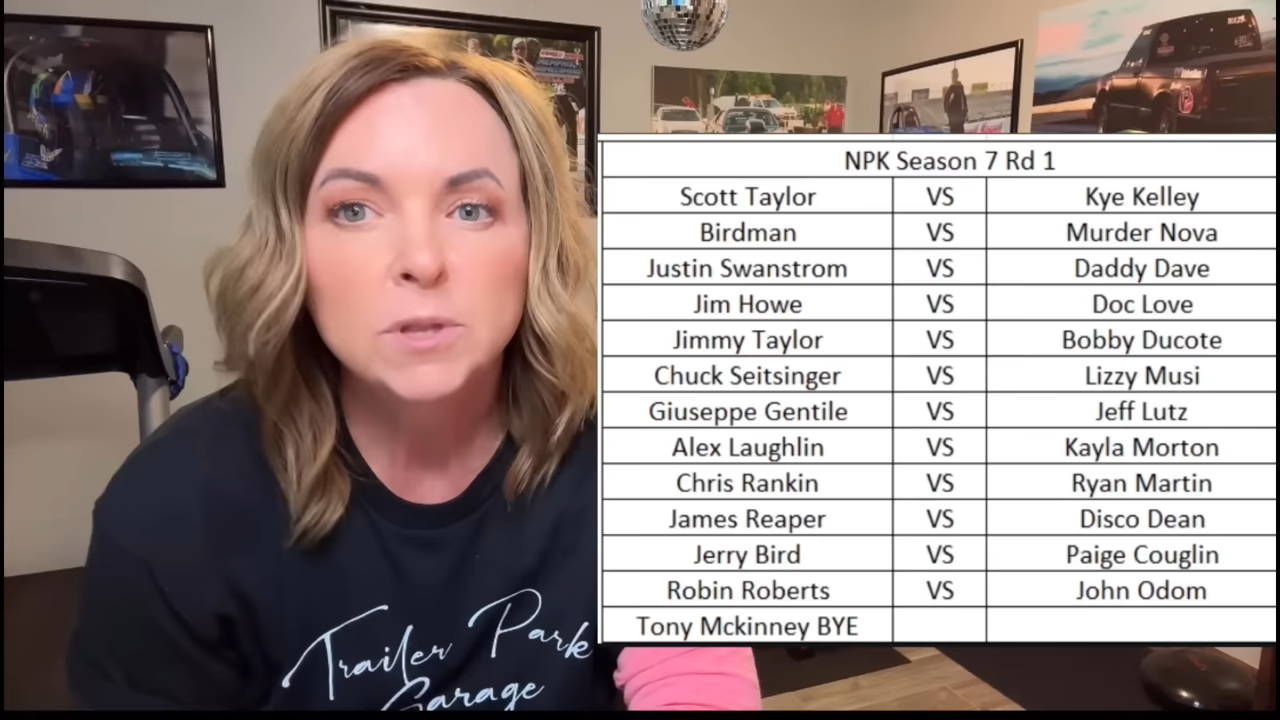 NPK Season 7 Rd 1
Scott Taylor VS Kye Kelley
Birdman VS Murder Nova
Justin Swanstrom VS Daddy Dave
Jim Howe VS Doc Love
Jimmy Taylor VS Bobby Ducote
Chuck Seitsinger VS Lizzy Musi
Giuseppe Gentile VS Jeff Lutz
Alex Laughlin VS Kayla Morton
Chris Rankin VS Ryan Martin
James Reaper VS Disco Dean
Jerry Bird VS Paige Couglin
Robin Roberts VS John Odom
Tony Mckinney BYE
Trailer Park
Garage